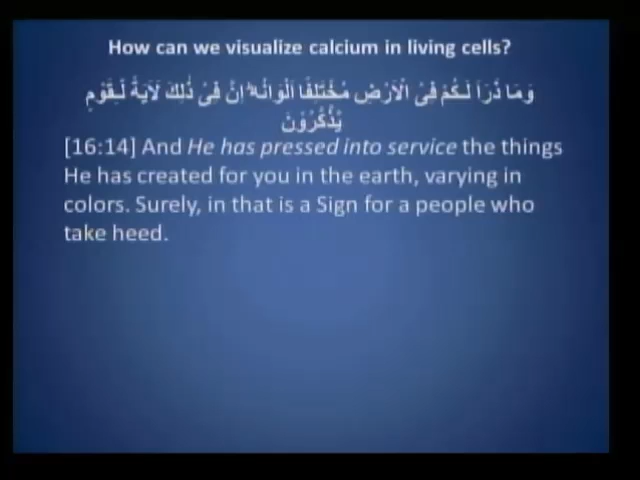 How can we visualize calcium in living cells?
وَمَا ذَرَاَ لَكُمْ فِی الْاَرْضِ مُخْتَلِفًا اَلْوَانُہٗ ؕ اِنَّ فِیْ ذٰلِکَ لَاٰیَۃً لِّقَوْمٍ
یَّذَّکَّرُوْنَ
[16:14] And He has pressed into service the things
He has created for you in the earth, varying in
colors. Surely, in that is a Sign for a people who
take heed.